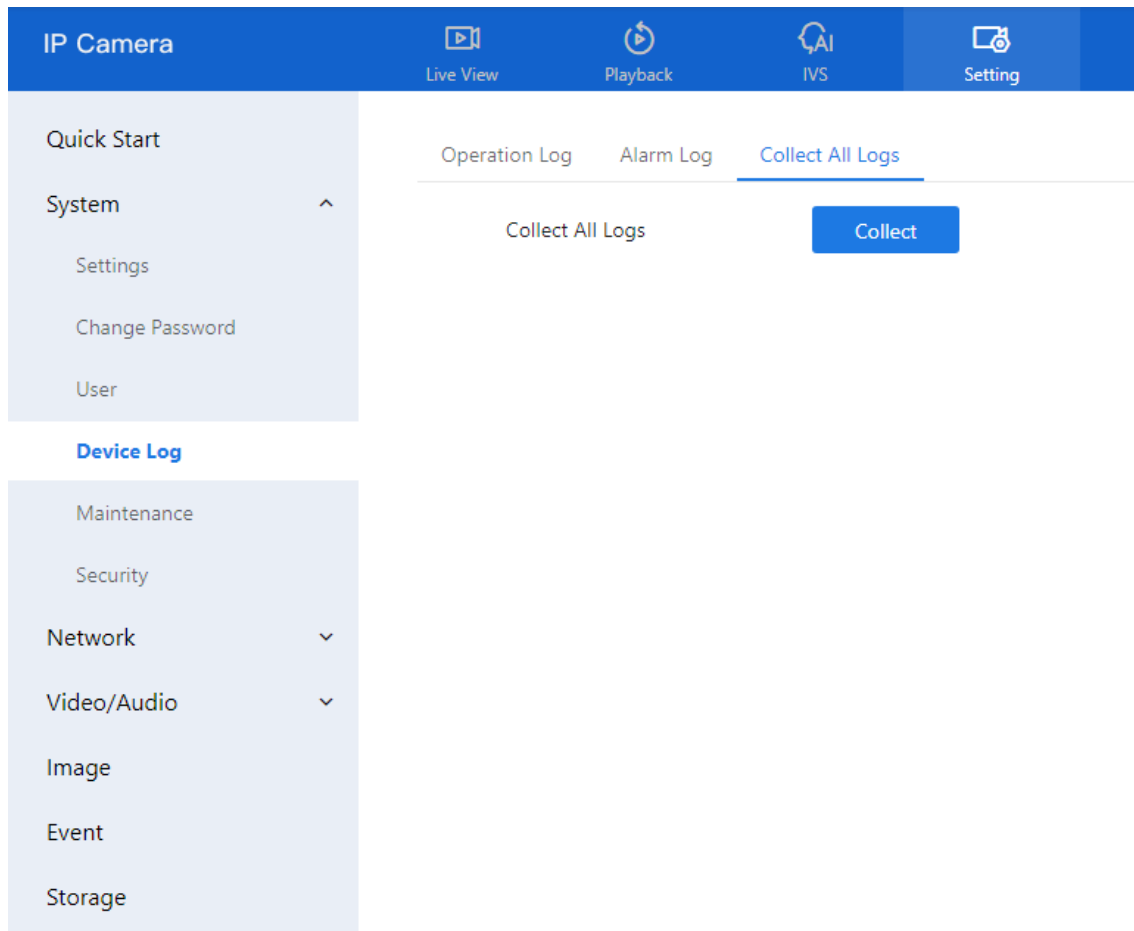 IP Camera
Live View
Playback
AI
IVS
Setting
Quick Start
System
Settings
Change Password
User
Device Log
Maintenance
Security
Network
Video/Audio
Image
Event
Storage
Operation Log
Alarm Log
Collect All Logs
Collect All Logs
Collect